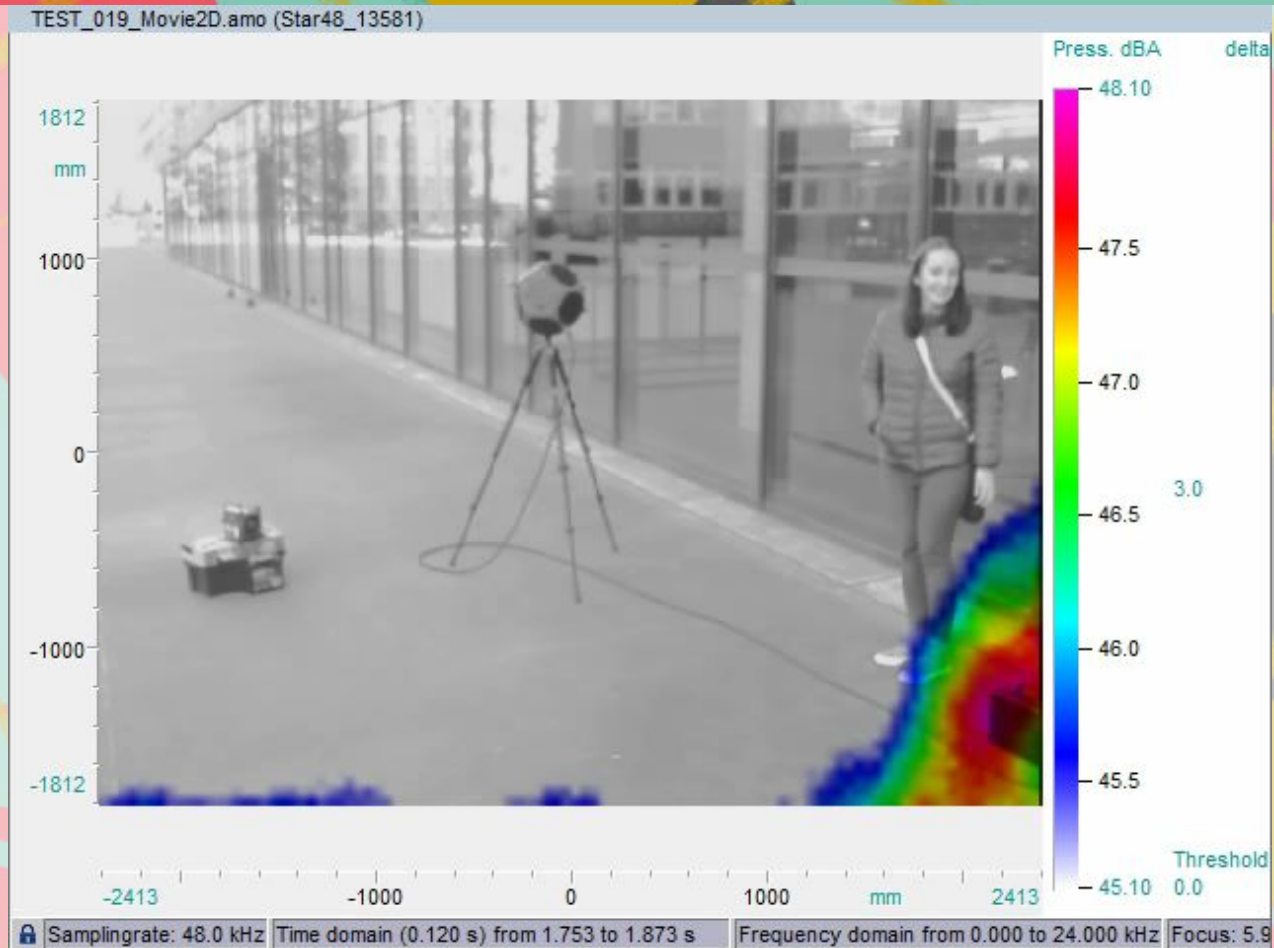 TEST_019_Movie2D.amo (Star48_13581)
Press. dBA delta
48.10
1812
mm
47.5
1000
47.0
0
3.0
46.5
-1000
46.0
-1812
45.5
Threshold
45.10 0.0
-2413 -1000 0 1000 mm 2413
Samplingrate: 48.0 kHz Time domain (0.120 s) from 1.753 to 1.873 s Frequency domain from 0.000 to 24.000 kHz Focus: 5.9